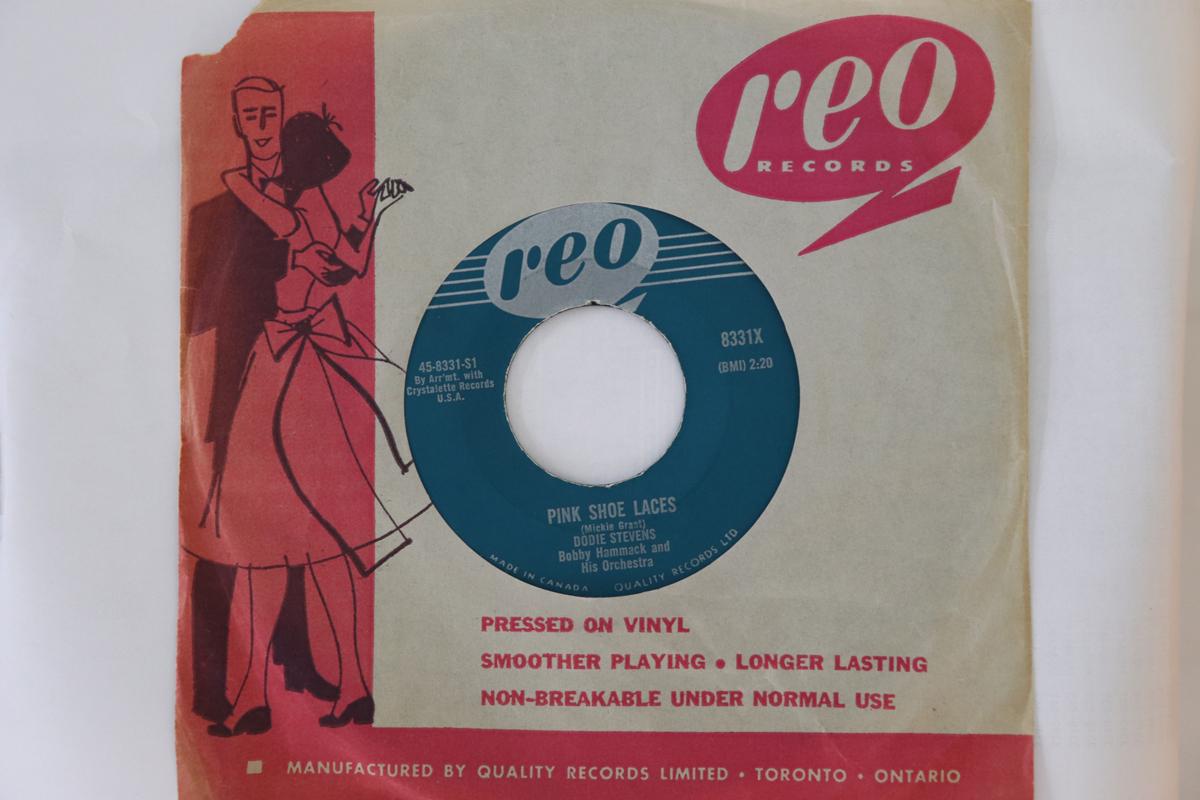 reo
RECORDS
reo
8331X
(BMI) 2:20
45-8331-S1
By Arr'mt. with
Crystalette Records
U.S.A.
PINK SHOE LACES
(Mickie Grant)
DODIE STEVENS
Bobby Hammack and
His Orchestra
MADE IN CANADA QUALITY RECORDS LTD
PRESSED ON VINYL
SMOOTHER PLAYING • LONGER LASTING
NON-BREAKABLE UNDER NORMAL USE
MANUFACTURED BY QUALITY RECORDS LIMITED • TORONTO • ONTARIO